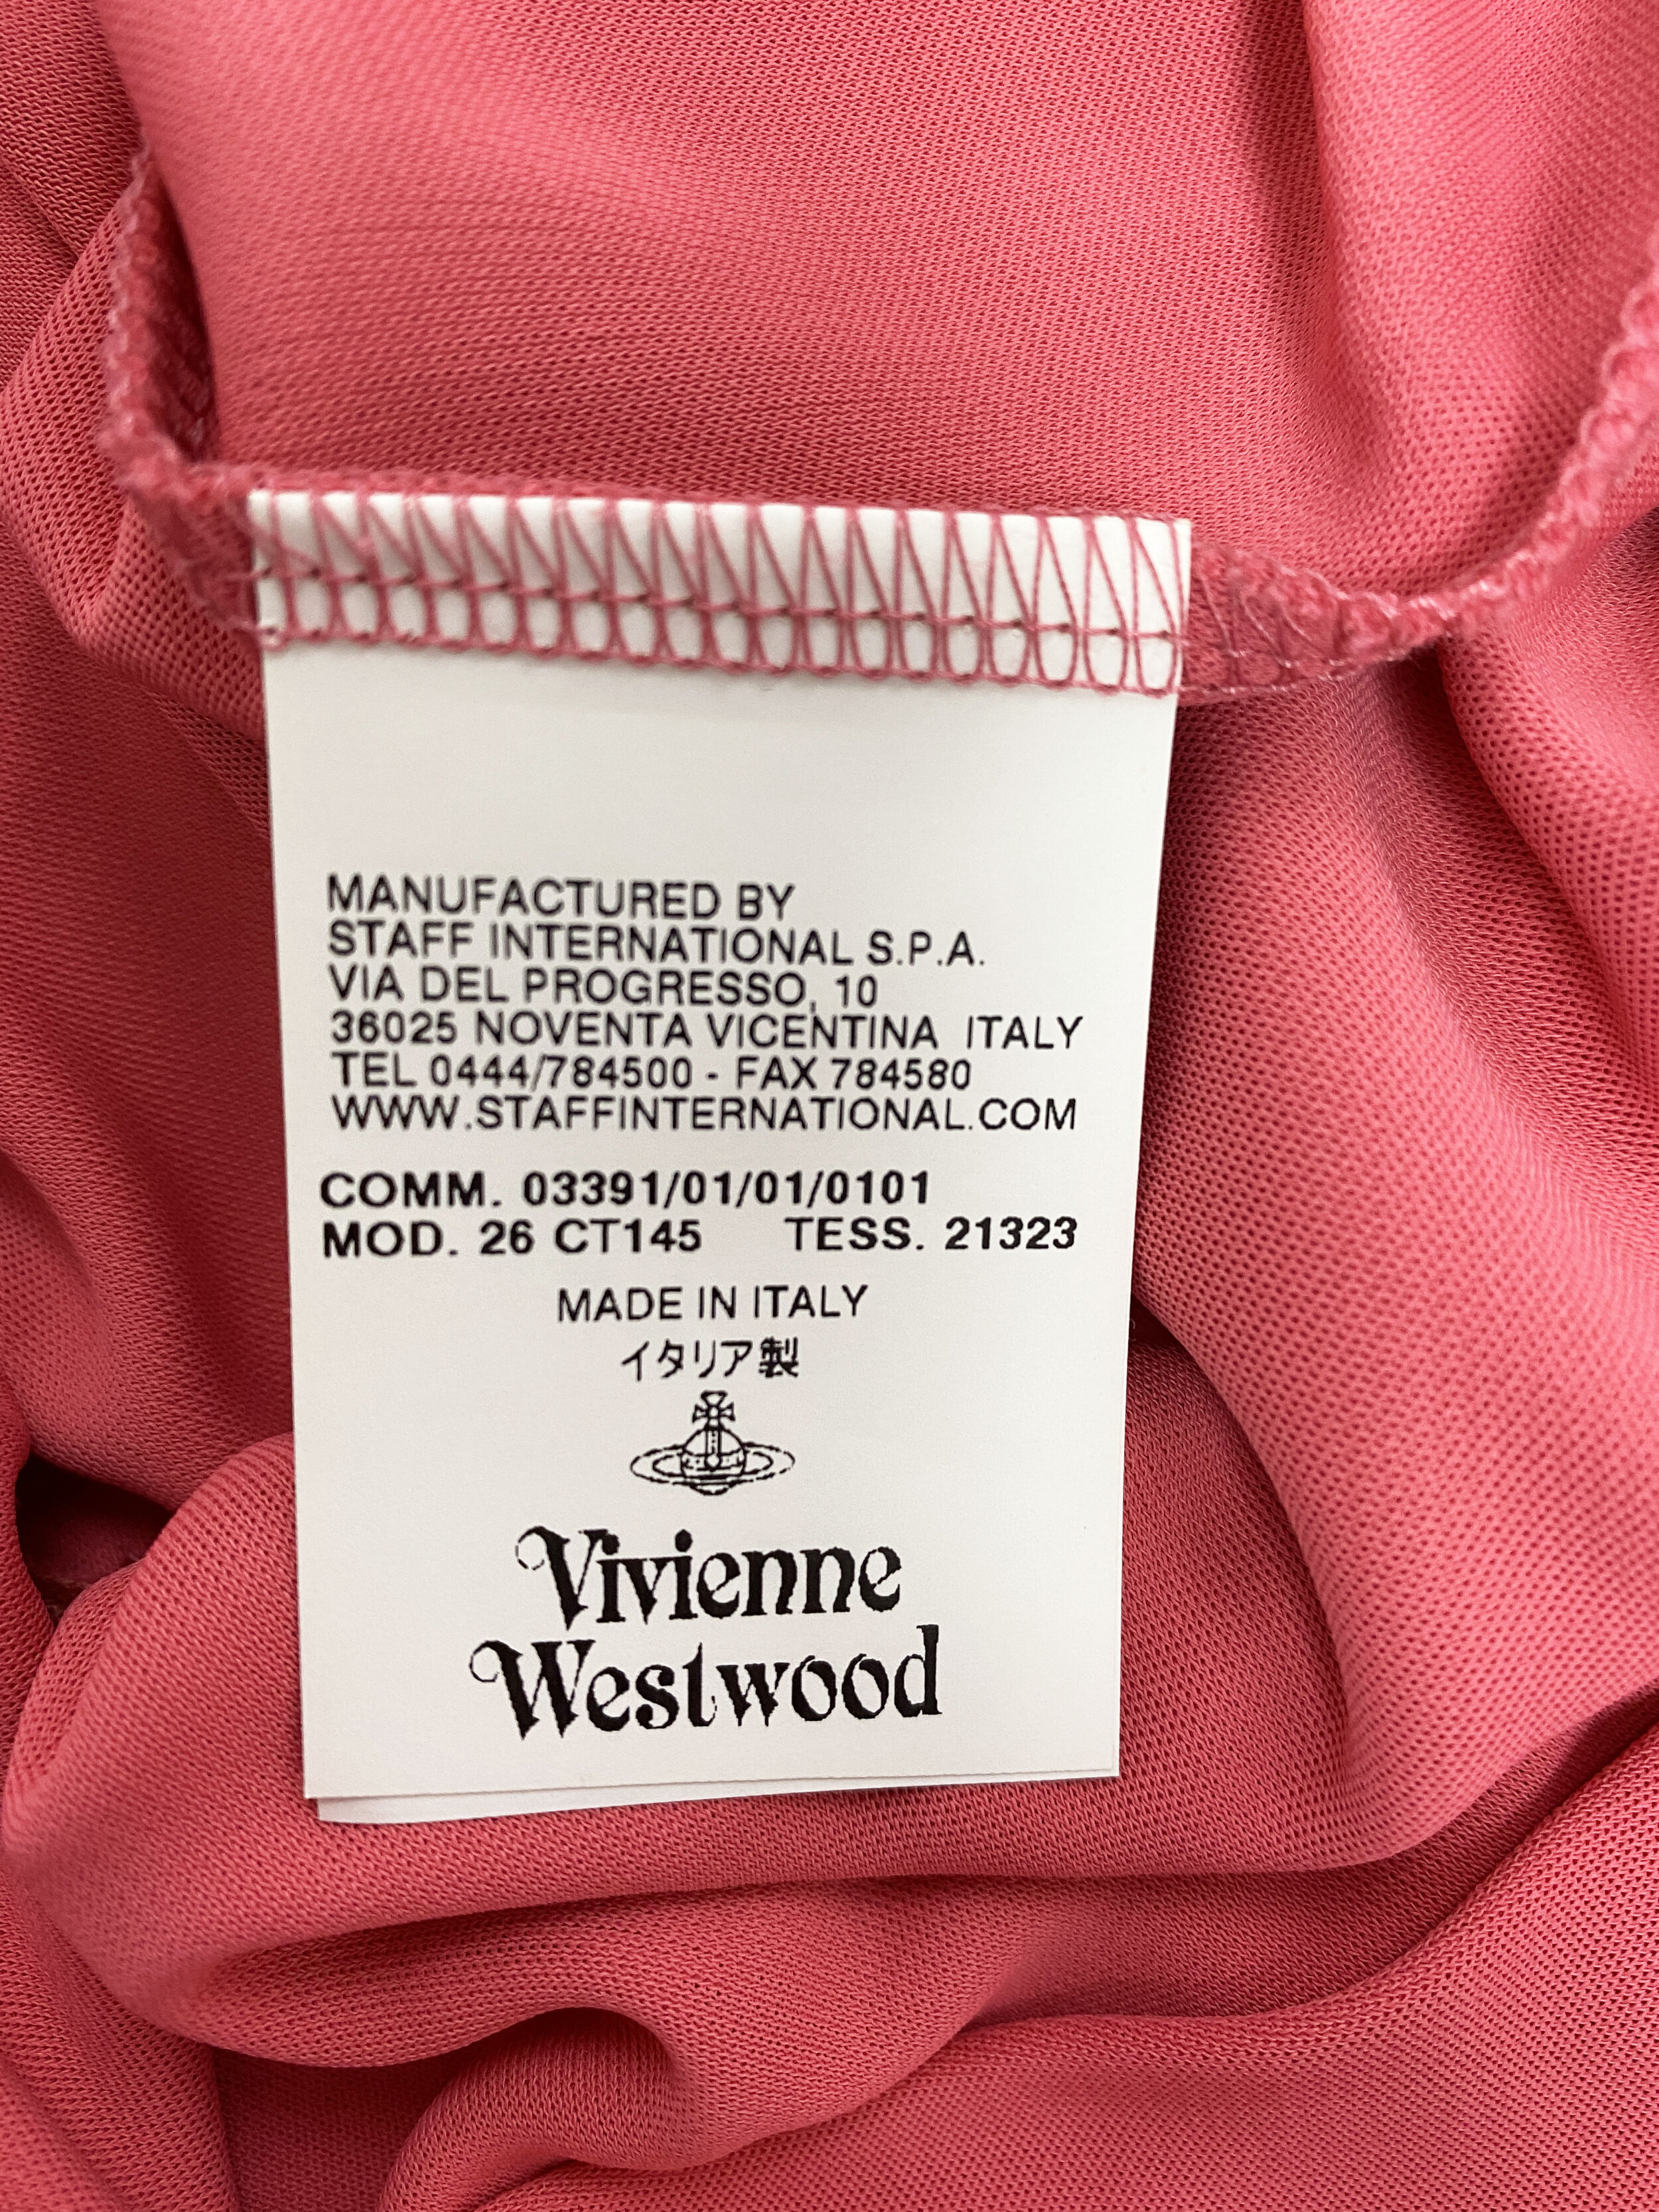 MANUFACTURED BY
STAFF INTERNATIONAL S.P.A.
VIA DEL PROGRESSO, 10
36025 NOVENTA VICENTINA ITALY
TEL 0444/784500 - FAX 784580
WWW.STAFFINTERNATIONAL.COM
COMM. 03391/01/01/0101
MOD. 26 CT145 TESS. 21323
MADE IN ITALY
イタリア製
Vivienne
Westwood